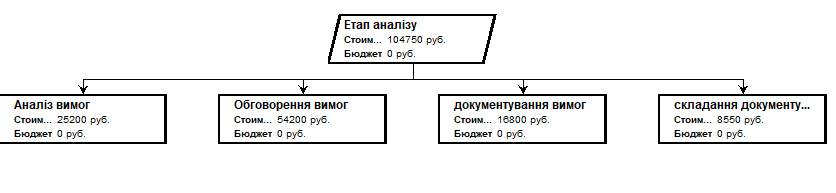 Етап аналізу
Стоим... 104750 руб.
Бюджет 0 руб.
Аналіз вимог
Стоим... 25200 руб.
Бюджет 0 руб.
Обговорення вимог
Стоим... 54200 руб.
Бюджет 0 руб.
документування вимог
Стоим... 16800 руб.
Бюджет 0 руб.
складання документу...
Стоим... 8550 руб.
Бюджет 0 руб.